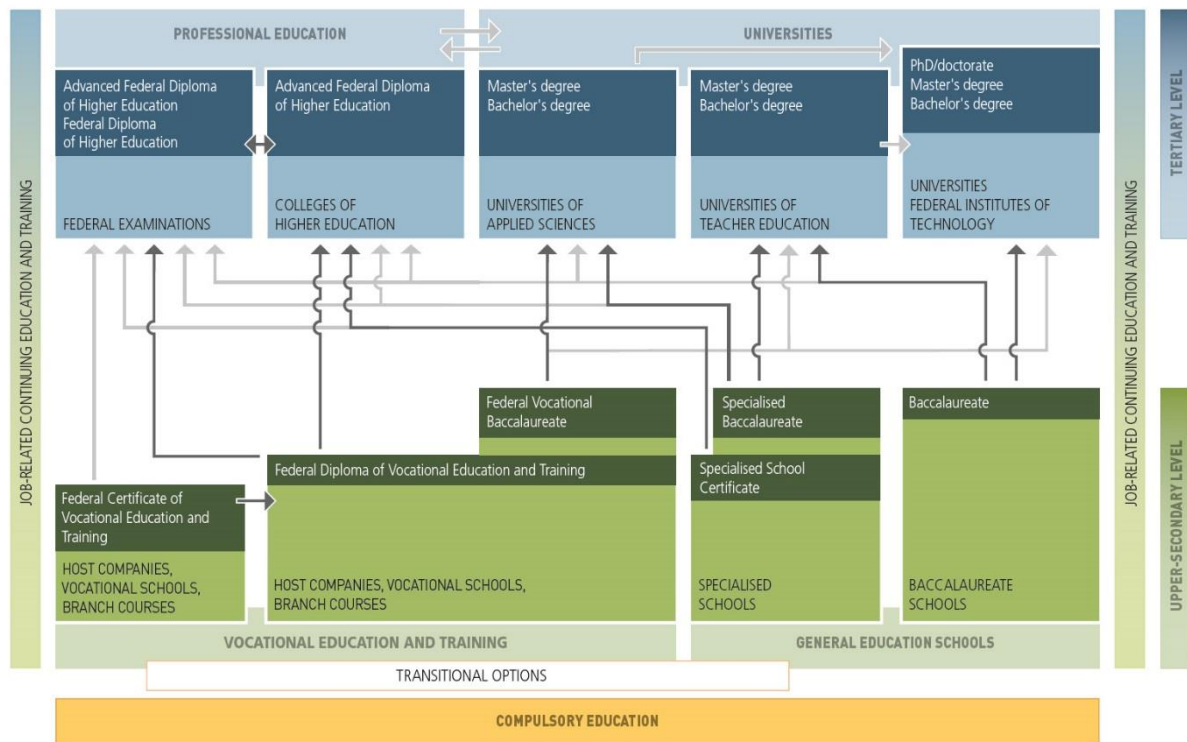 PROFESSIONAL EDUCATION
UNIVERSITIES
Advanced Federal Diploma
of Higher Education
Federal Diploma
of Higher Education
FEDERAL EXAMINATIONS
Advanced Federal Diploma
of Higher Education
COLLEGES OF
HIGHER EDUCATION
Master's degree
Bachelor's degree
UNIVERSITIES OF
APPLIED SCIENCES
Master's degree
Bachelor's degree
UNIVERSITIES OF
TEACHER EDUCATION
PhD/doctorate
Master's degree
Bachelor's degree
UNIVERSITIES
FEDERAL INSTITUTES OF
TECHNOLOGY
JOB-RELATED CONTINUING EDUCATION AND TRAINING
JOB-RELATED CONTINUING EDUCATION AND TRAINING
TERTIARY LEVEL
UPPER-SECONDARY LEVEL
Federal Vocational
Baccalaureate
Specialised
Baccalaureate
Baccalaureate
Federal Diploma of Vocational Education and Training
Specialised School
Certificate
Federal Certificate of
Vocational Education and
Training
HOST COMPANIES,
VOCATIONAL SCHOOLS,
BRANCH COURSES
HOST COMPANIES, VOCATIONAL SCHOOLS,
BRANCH COURSES
SPECIALISED
SCHOOLS
BACCALAUREATE
SCHOOLS
VOCATIONAL EDUCATION AND TRAINING
GENERAL EDUCATION SCHOOLS
TRANSITIONAL OPTIONS
COMPULSORY EDUCATION